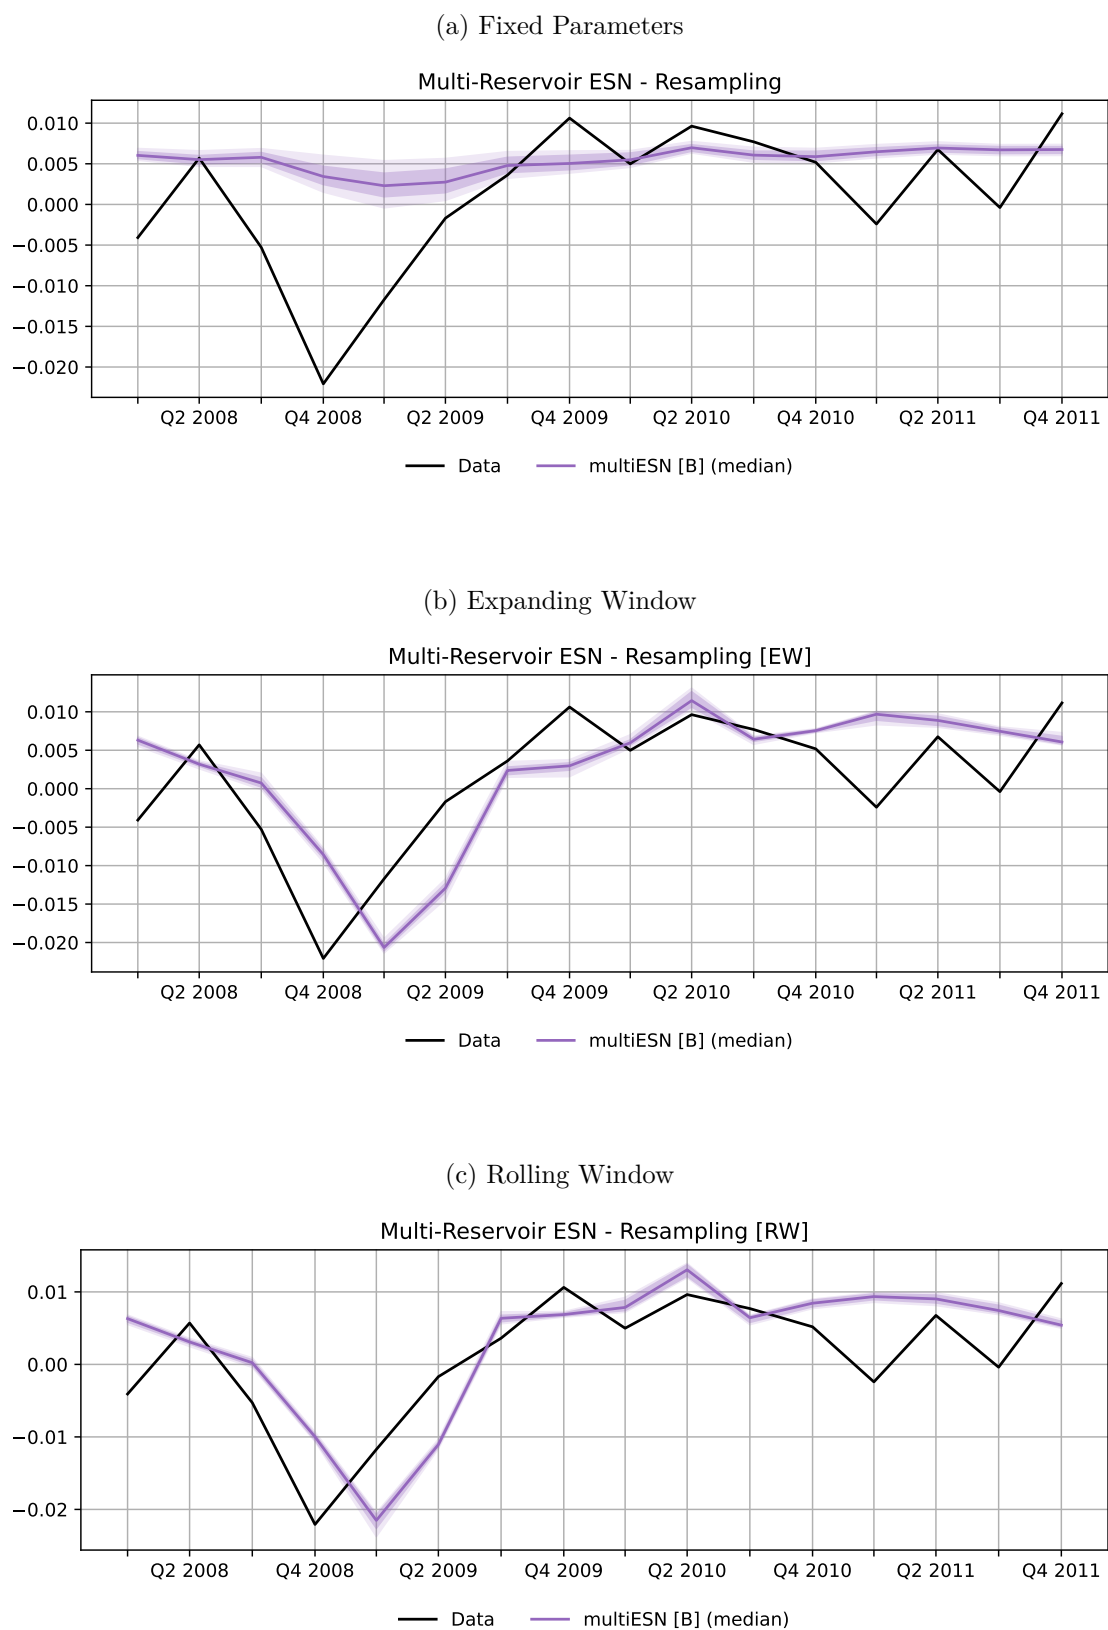 (a) Fixed Parameters
Multi-Reservoir ESN - Resampling
0.010
0.005
0.000
−0.005
−0.010
−0.015
−0.020
Q2 2008 Q4 2008 Q2 2009 Q4 2009 Q2 2010 Q4 2010 Q2 2011 Q4 2011
Data multiESN [B] (median)
(b) Expanding Window
Multi-Reservoir ESN - Resampling [EW]
0.010
0.005
0.000
−0.005
−0.010
−0.015
−0.020
Q2 2008 Q4 2008 Q2 2009 Q4 2009 Q2 2010 Q4 2010 Q2 2011 Q4 2011
Data multiESN [B] (median)
(c) Rolling Window
Multi-Reservoir ESN - Resampling [RW]
0.01
0.00
−0.01
−0.02
Q2 2008 Q4 2008 Q2 2009 Q4 2009 Q2 2010 Q4 2010 Q2 2011 Q4 2011
Data multiESN [B] (median)